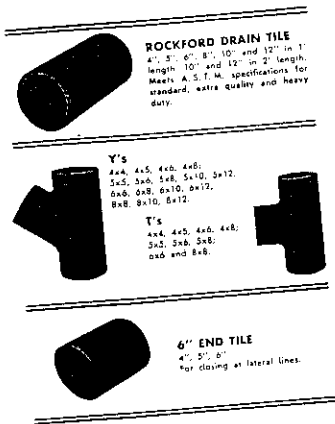 ROCKFORD DRAIN TILE
4", 5", 6", 8", 10" and 12" in 1'
length. 10" and 12" in 2' length.
Meets A.S.T.M. specifications for
standard, extra quality and heavy
duty.
Y's
4x4, 4x5, 4x6, 4x8;
5x5, 5x6, 5x8, 5x10, 5x12,
6x6, 6x8, 6x10, 6x12,
8x8, 8x10, 8x12.
T's
4x4, 4x5, 4x6, 4x8;
5x5, 5x6, 5x8;
6x6 and 8x8.
6" END TILE
4", 5", 6"
For closing at lateral lines.